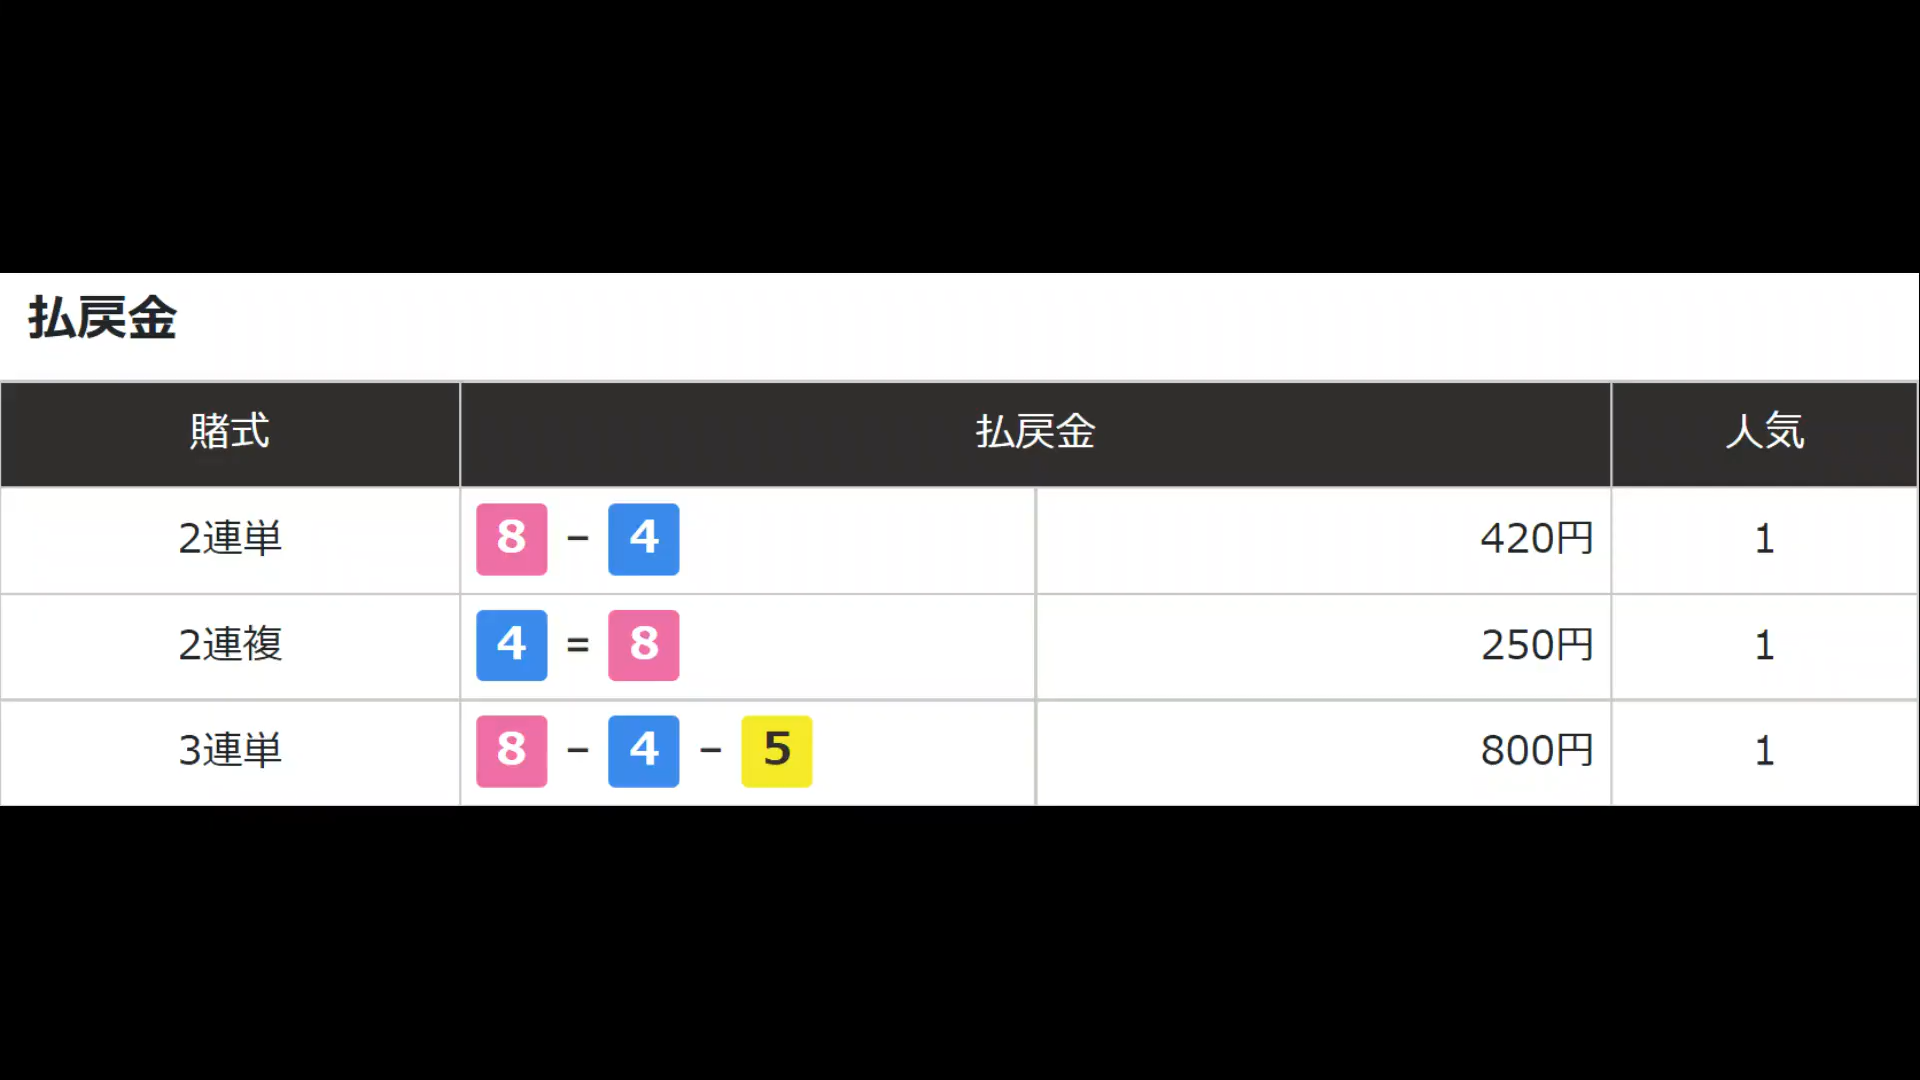 払戻金
賭式 払戻金 人気
2連単 8 - 4 420円 1
2連複 4 = 8 250円 1
3連単 8 - 4 - 5 800円 1